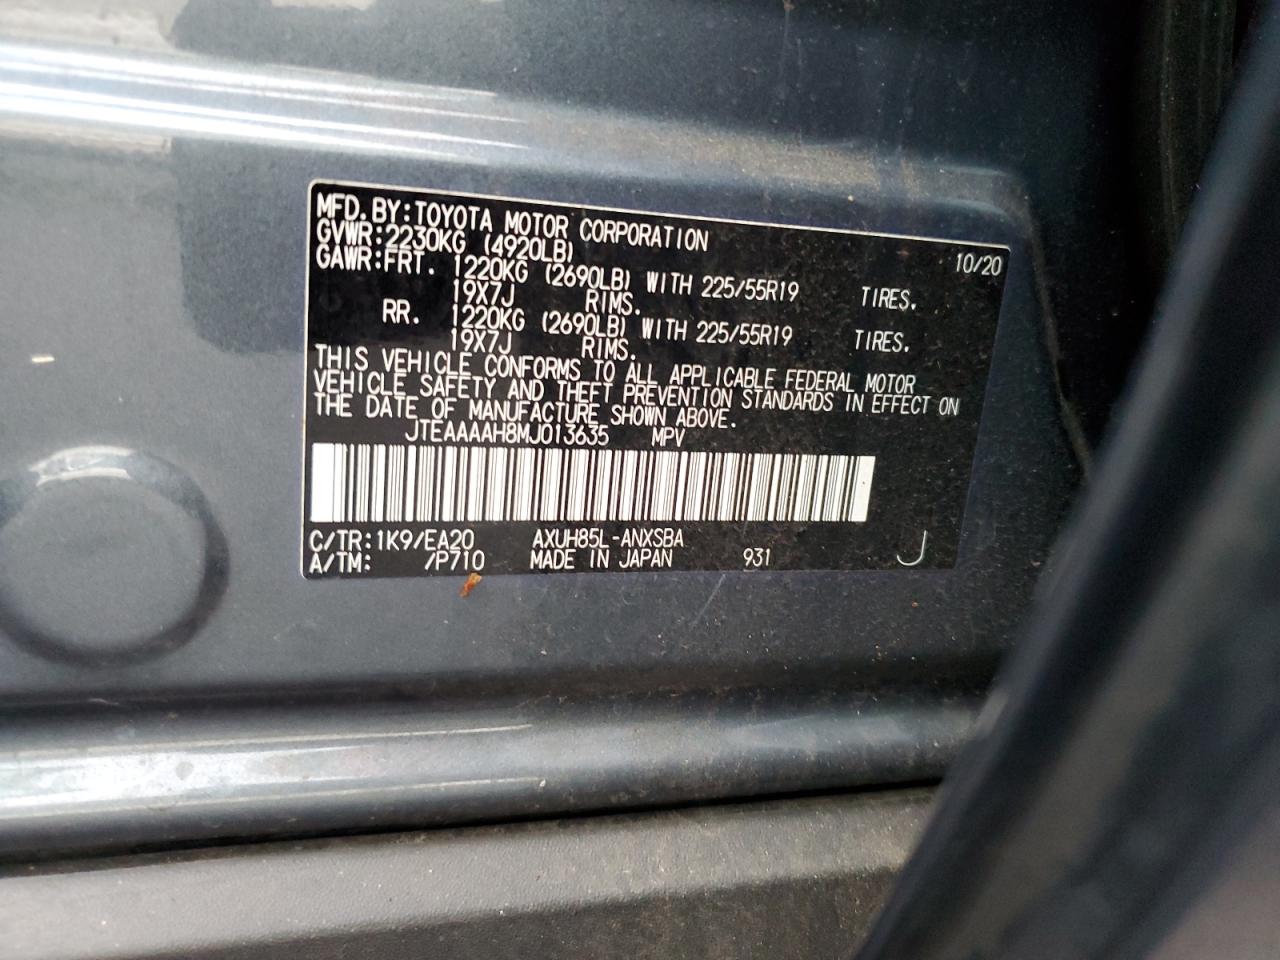 MFD.BY:TOYOTA MOTOR CORPORATION 10/20
GVWR:2230KG (4920LB)
GAWR:FRT. 1220KG (2690LB) WITH 225/55R19 TIRES.
19X7J RIMS.
RR. 1220KG (2690LB) WITH 225/55R19 TIRES.
19X7J RIMS.
THIS VEHICLE CONFORMS TO ALL APPLICABLE FEDERAL MOTOR
VEHICLE SAFETY AND THEFT PREVENTION STANDARDS IN EFFECT ON
THE DATE OF MANUFACTURE SHOWN ABOVE.
JTEAAAAH8MJ013635 MPV
C/TR:1K9/EA20 AXUH85L-ANXSBA J
A/TM: /P710 MADE IN JAPAN 931